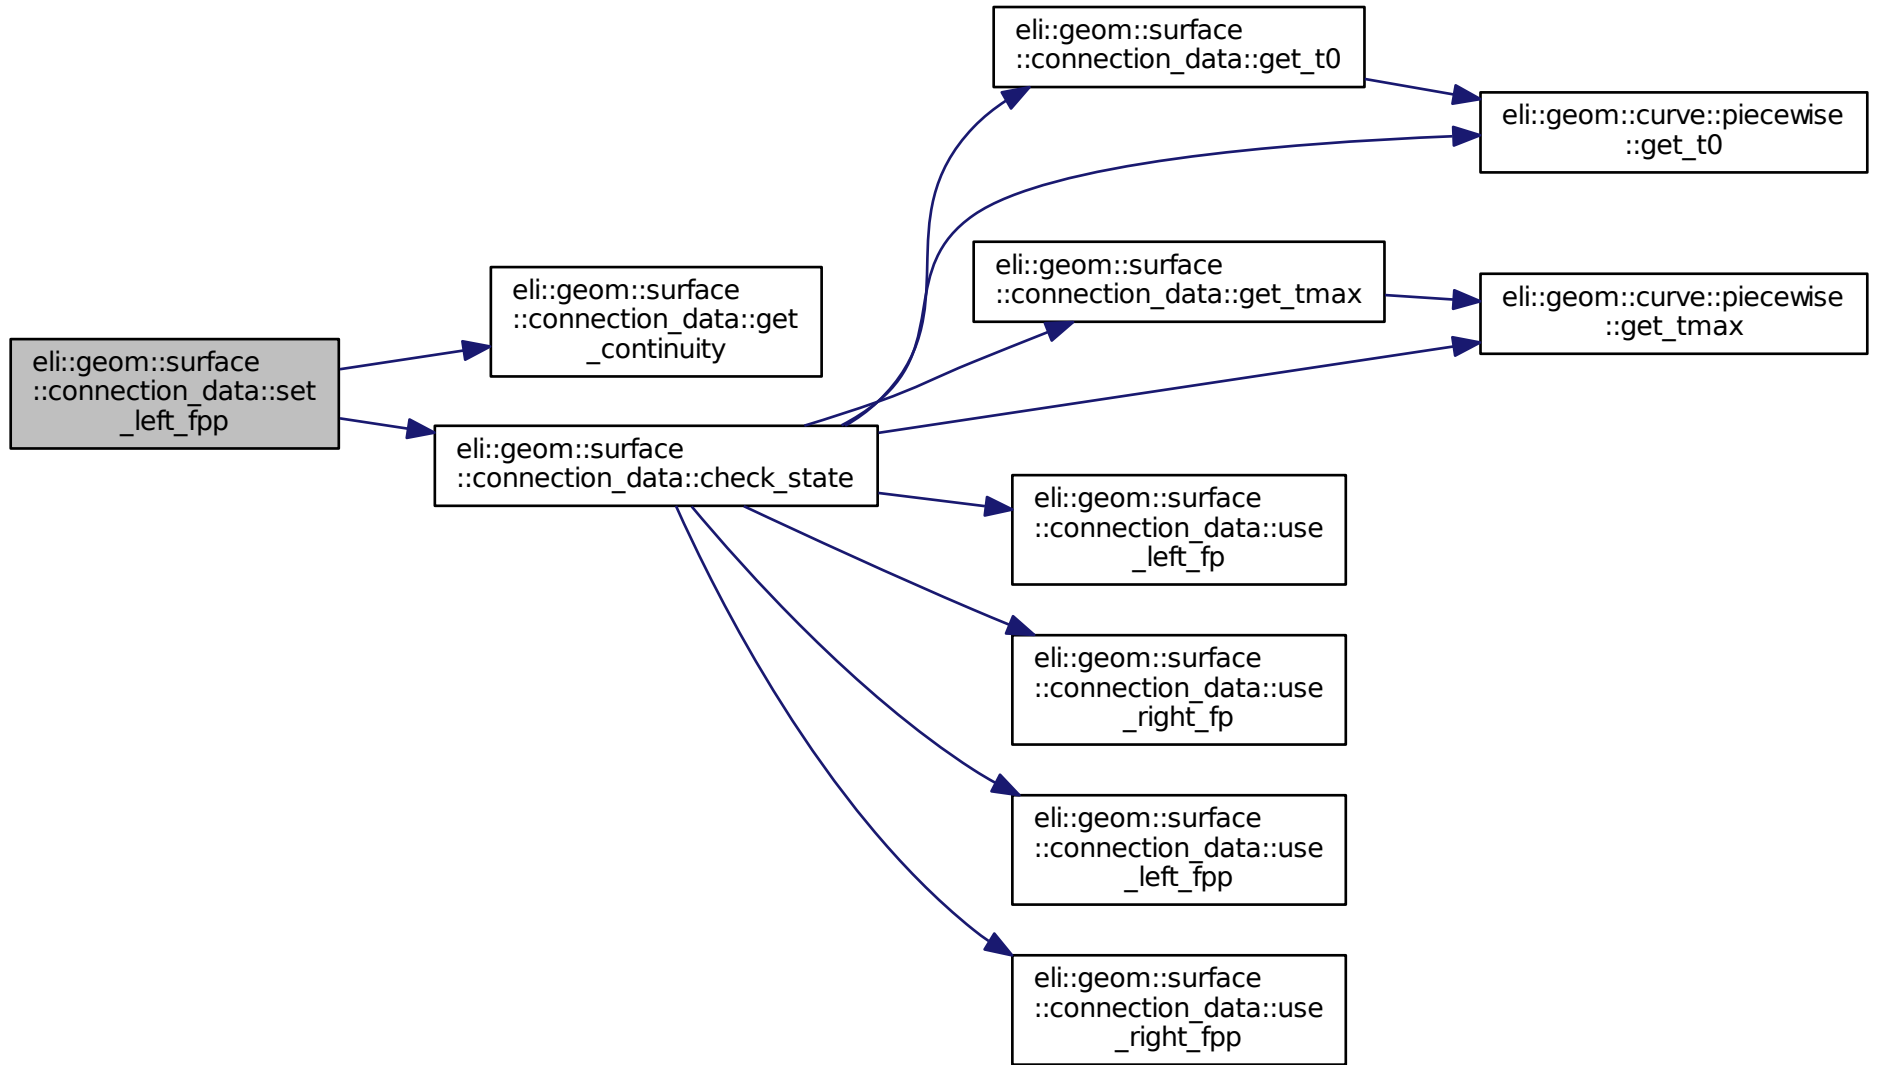 eli::geom::surface
::connection_data::set
_left_fpp
eli::geom::surface
::connection_data::get
_continuity
eli::geom::surface
::connection_data::check_state
eli::geom::surface
::connection_data::get_t0
eli::geom::curve::piecewise
::get_t0
eli::geom::surface
::connection_data::get_tmax
eli::geom::curve::piecewise
::get_tmax
eli::geom::surface
::connection_data::use
_left_fp
eli::geom::surface
::connection_data::use
_right_fp
eli::geom::surface
::connection_data::use
_left_fpp
eli::geom::surface
::connection_data::use
_right_fpp